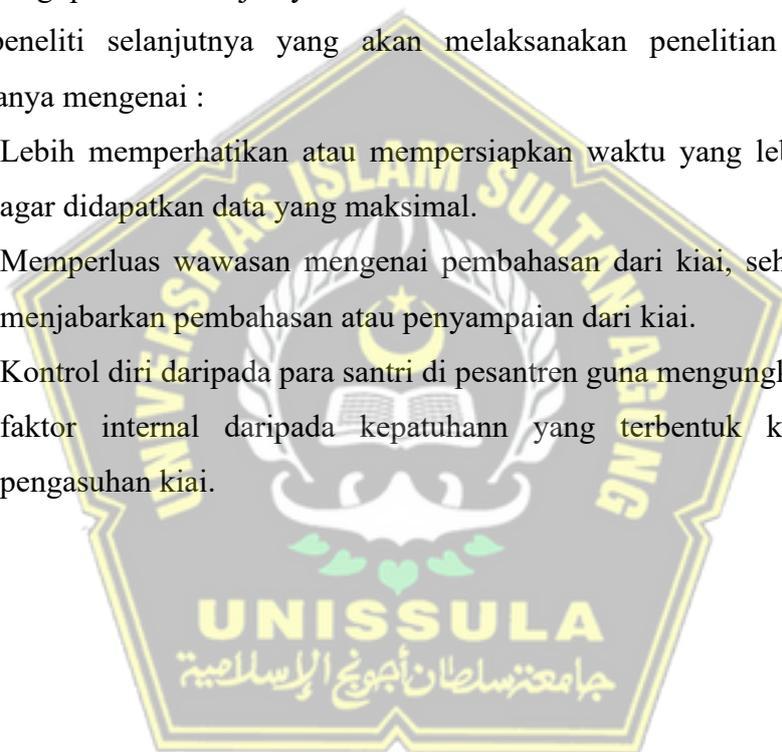 peneliti selanjutnya yang akan melaksanakan penelitian
anya mengenai :
Lebih memperhatikan atau mempersiapkan waktu yang leb
agar didapatkan data yang maksimal.
Memperluas wawasan mengenai pembahasan dari kiai, seh
menjabarkan pembahasan atau penyampaian dari kiai.
Kontrol diri daripada para santri di pesantren guna mengungk
faktor internal daripada kepatuhann yang terbentuk k
pengasuhan kiai.
UNIVERSITAS ISLAM SULTAN AGUNG
UNISSULA
جامعة سلطان أجونج الإسلامية